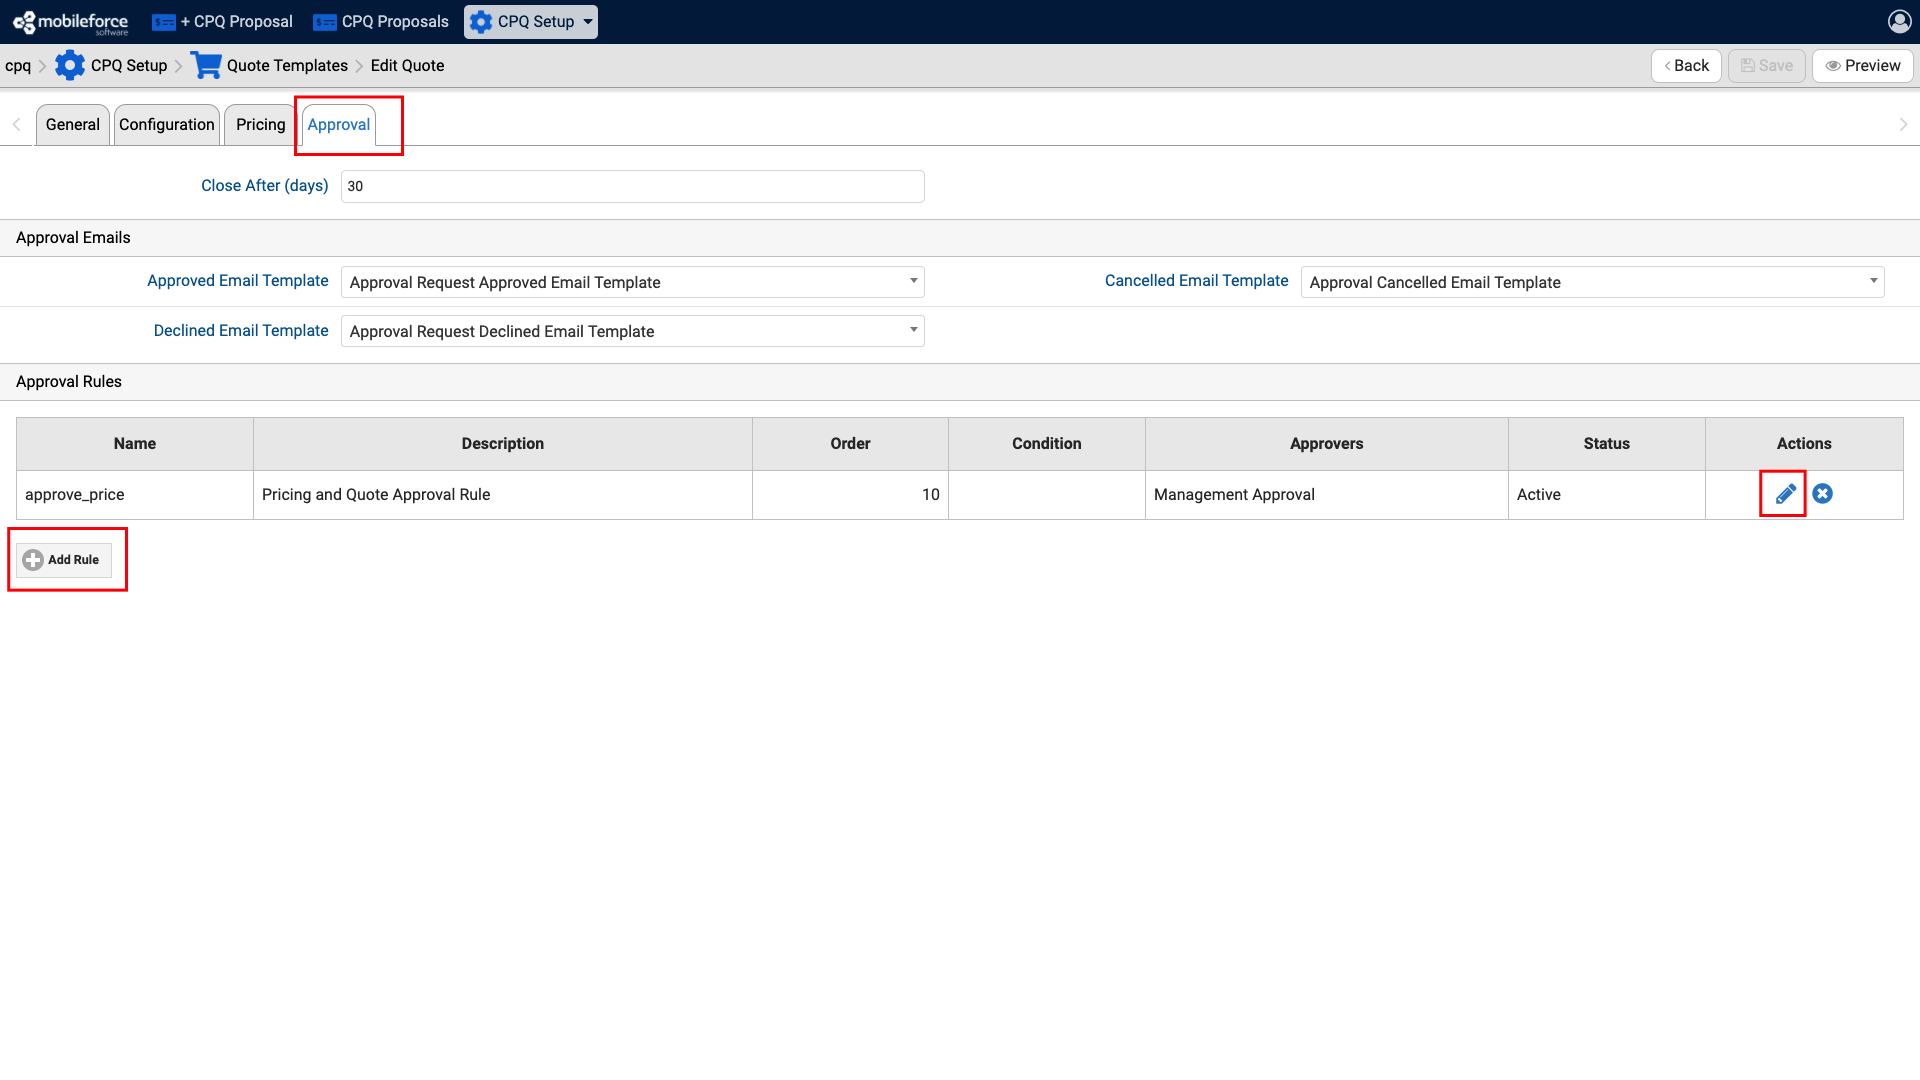 mobileforce software + CPQ Proposal CPQ Proposals CPQ Setup
cpq CPQ Setup Quote Templates Edit Quote Back Save Preview
General Configuration Pricing Approval
Close After (days) 30
Approval Emails
Approved Email Template Approval Request Approved Email Template Cancelled Email Template Approval Cancelled Email Template
Declined Email Template Approval Request Declined Email Template
Approval Rules
Name Description Order Condition Approvers Status Actions
approve_price Pricing and Quote Approval Rule 10 Management Approval Active
Add Rule